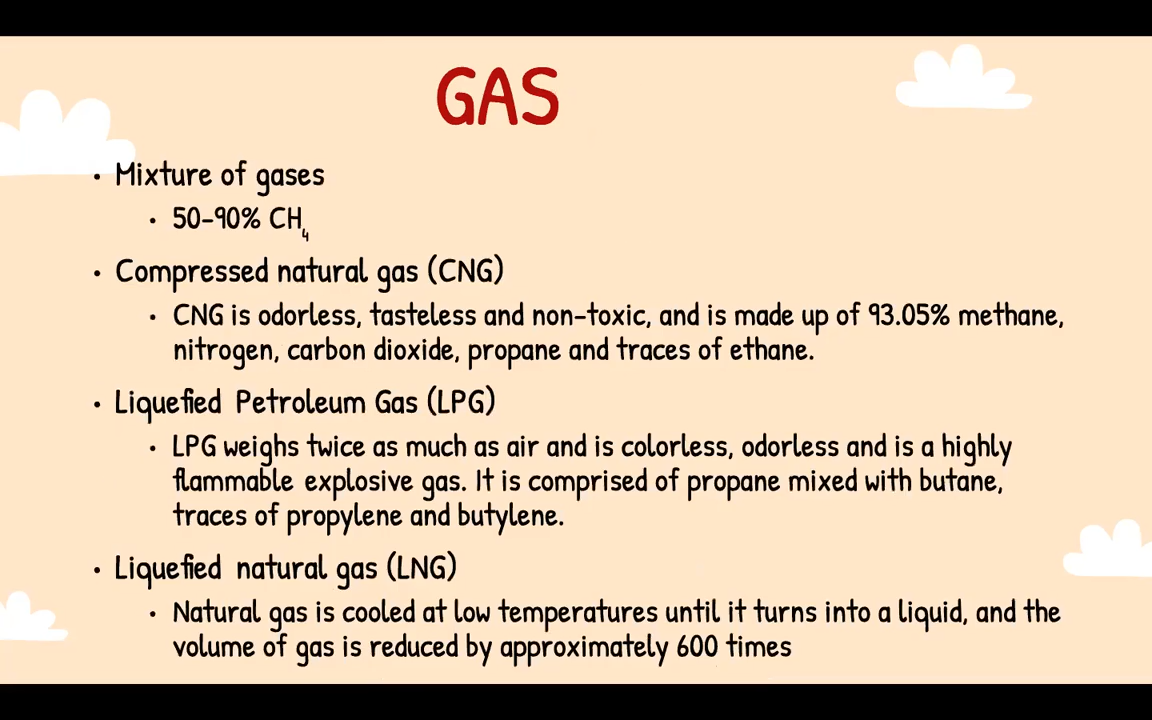 GAS
• Mixture of gases
• 50-90% CH₄
• Compressed natural gas (CNG)
• CNG is odorless, tasteless and non-toxic, and is made up of 93.05% methane,
nitrogen, carbon dioxide, propane and traces of ethane.
• Liquefied Petroleum Gas (LPG)
• LPG weighs twice as much as air and is colorless, odorless and is a highly
flammable explosive gas. It is comprised of propane mixed with butane,
traces of propylene and butylene.
• Liquefied natural gas (LNG)
• Natural gas is cooled at low temperatures until it turns into a liquid, and the
volume of gas is reduced by approximately 600 times